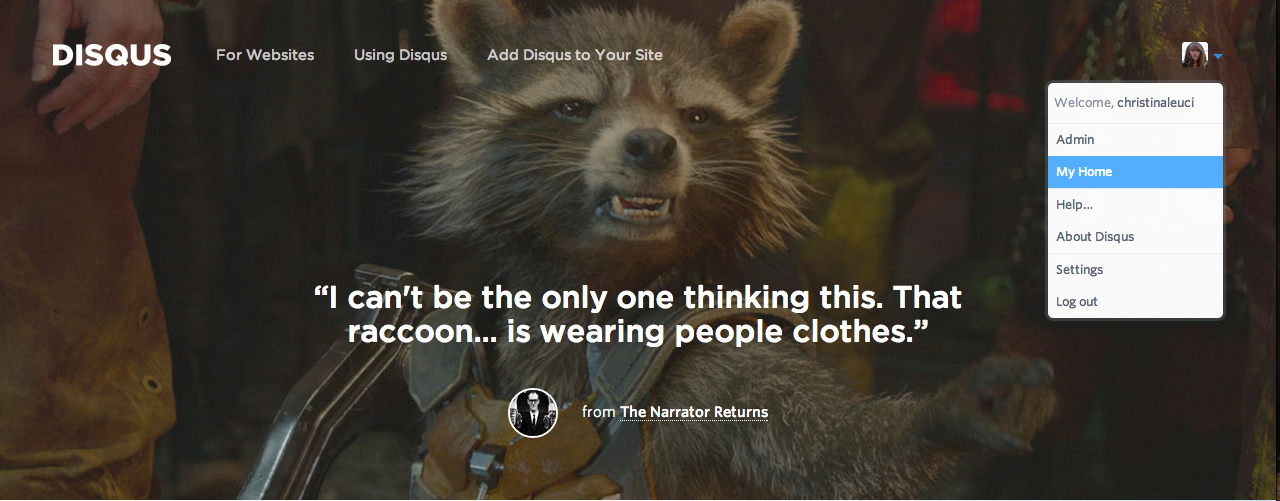 DISQUS For Websites Using Disqus Add Disqus to Your Site
Welcome, christinaleuci
Admin
My Home
Help...
About Disqus
Settings
Log out
“I can't be the only one thinking this. That
raccoon... is wearing people clothes.”
from The Narrator Returns